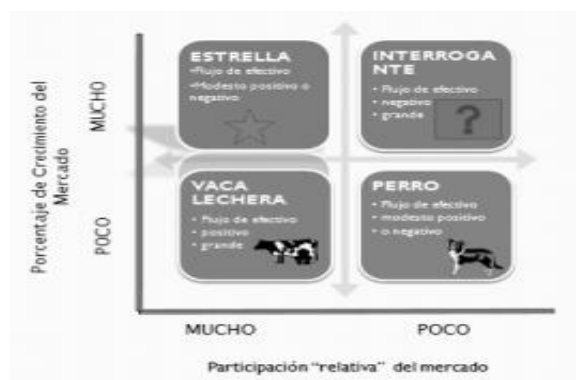 Porcentaje de Crecimiento del
Mercado
MUCHO
POCO
ESTRELLA
•Flujo de efectivo
•Modesto positivo o
negativo
INTERROGA
NTE
• Flujo de efectivo
• negativo
• grande
?
VACA
LECHERA
• Flujo de efectivo
• positivo
• grande
PERRO
• Flujo de efectivo
• modesto positivo
• o negativo
MUCHO
POCO
Participación “relativa” del mercado